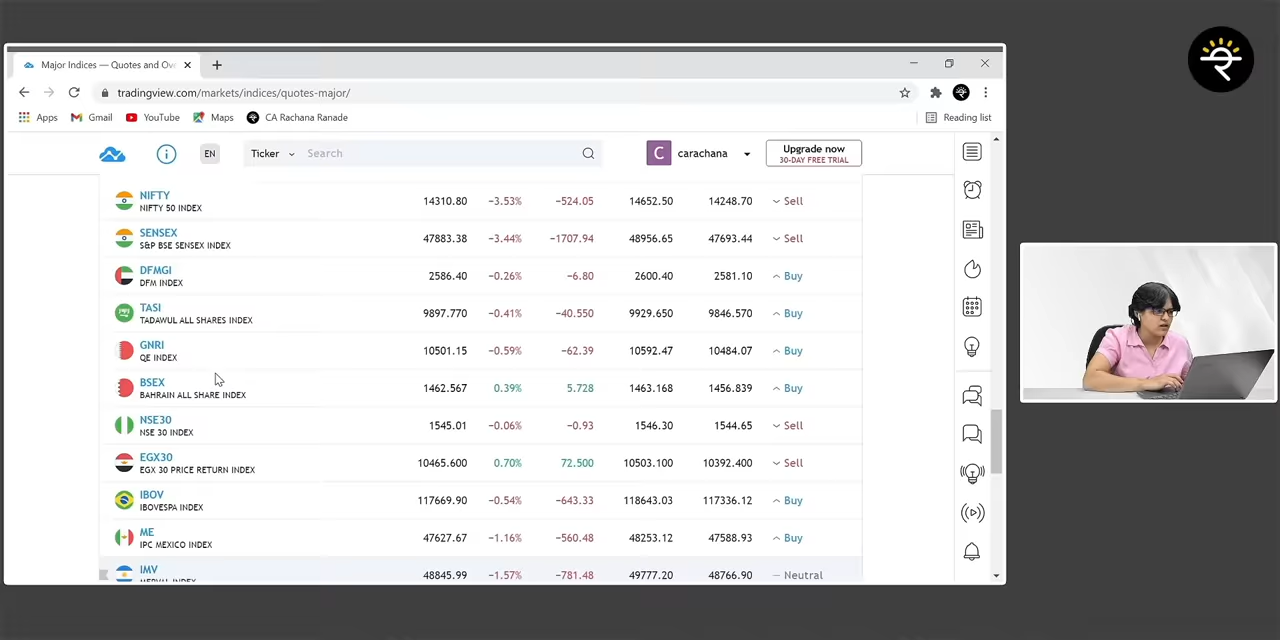 Major Indices — Quotes and Ov
tradingview.com/markets/indices/quotes-major/
Apps Gmail YouTube Maps CA Rachana Ranade Reading list
EN Ticker Search C carachana Upgrade now
30-DAY FREE TRIAL
NIFTY
NIFTY 50 INDEX 14310.80 −3.53% −524.05 14652.50 14248.70 Sell
SENSEX
S&P BSE SENSEX INDEX 47883.38 −3.44% −1707.94 48956.65 47693.44 Sell
DFMGI
DFM INDEX 2586.40 −0.26% −6.80 2600.40 2581.10 Buy
TASI
TADAWUL ALL SHARES INDEX 9897.770 −0.41% −40.550 9929.650 9846.570 Buy
GNRI
QE INDEX 10501.15 −0.59% −62.39 10592.47 10484.07 Buy
BSEX
BAHRAIN ALL SHARE INDEX 1462.567 0.39% 5.728 1463.168 1456.839 Buy
NSE30
NSE 30 INDEX 1545.01 −0.06% −0.93 1546.30 1544.65 Sell
EGX30
EGX 30 PRICE RETURN INDEX 10465.600 0.70% 72.500 10503.100 10392.400 Sell
IBOV
IBOVESPA INDEX 117669.90 −0.54% −643.33 118643.03 117336.12 Buy
ME
IPC MEXICO INDEX 47627.67 −1.16% −560.48 48253.12 47588.93 Buy
IMV
MERVAL INDEX 48845.99 −1.57% −781.48 49777.20 48766.90 Neutral